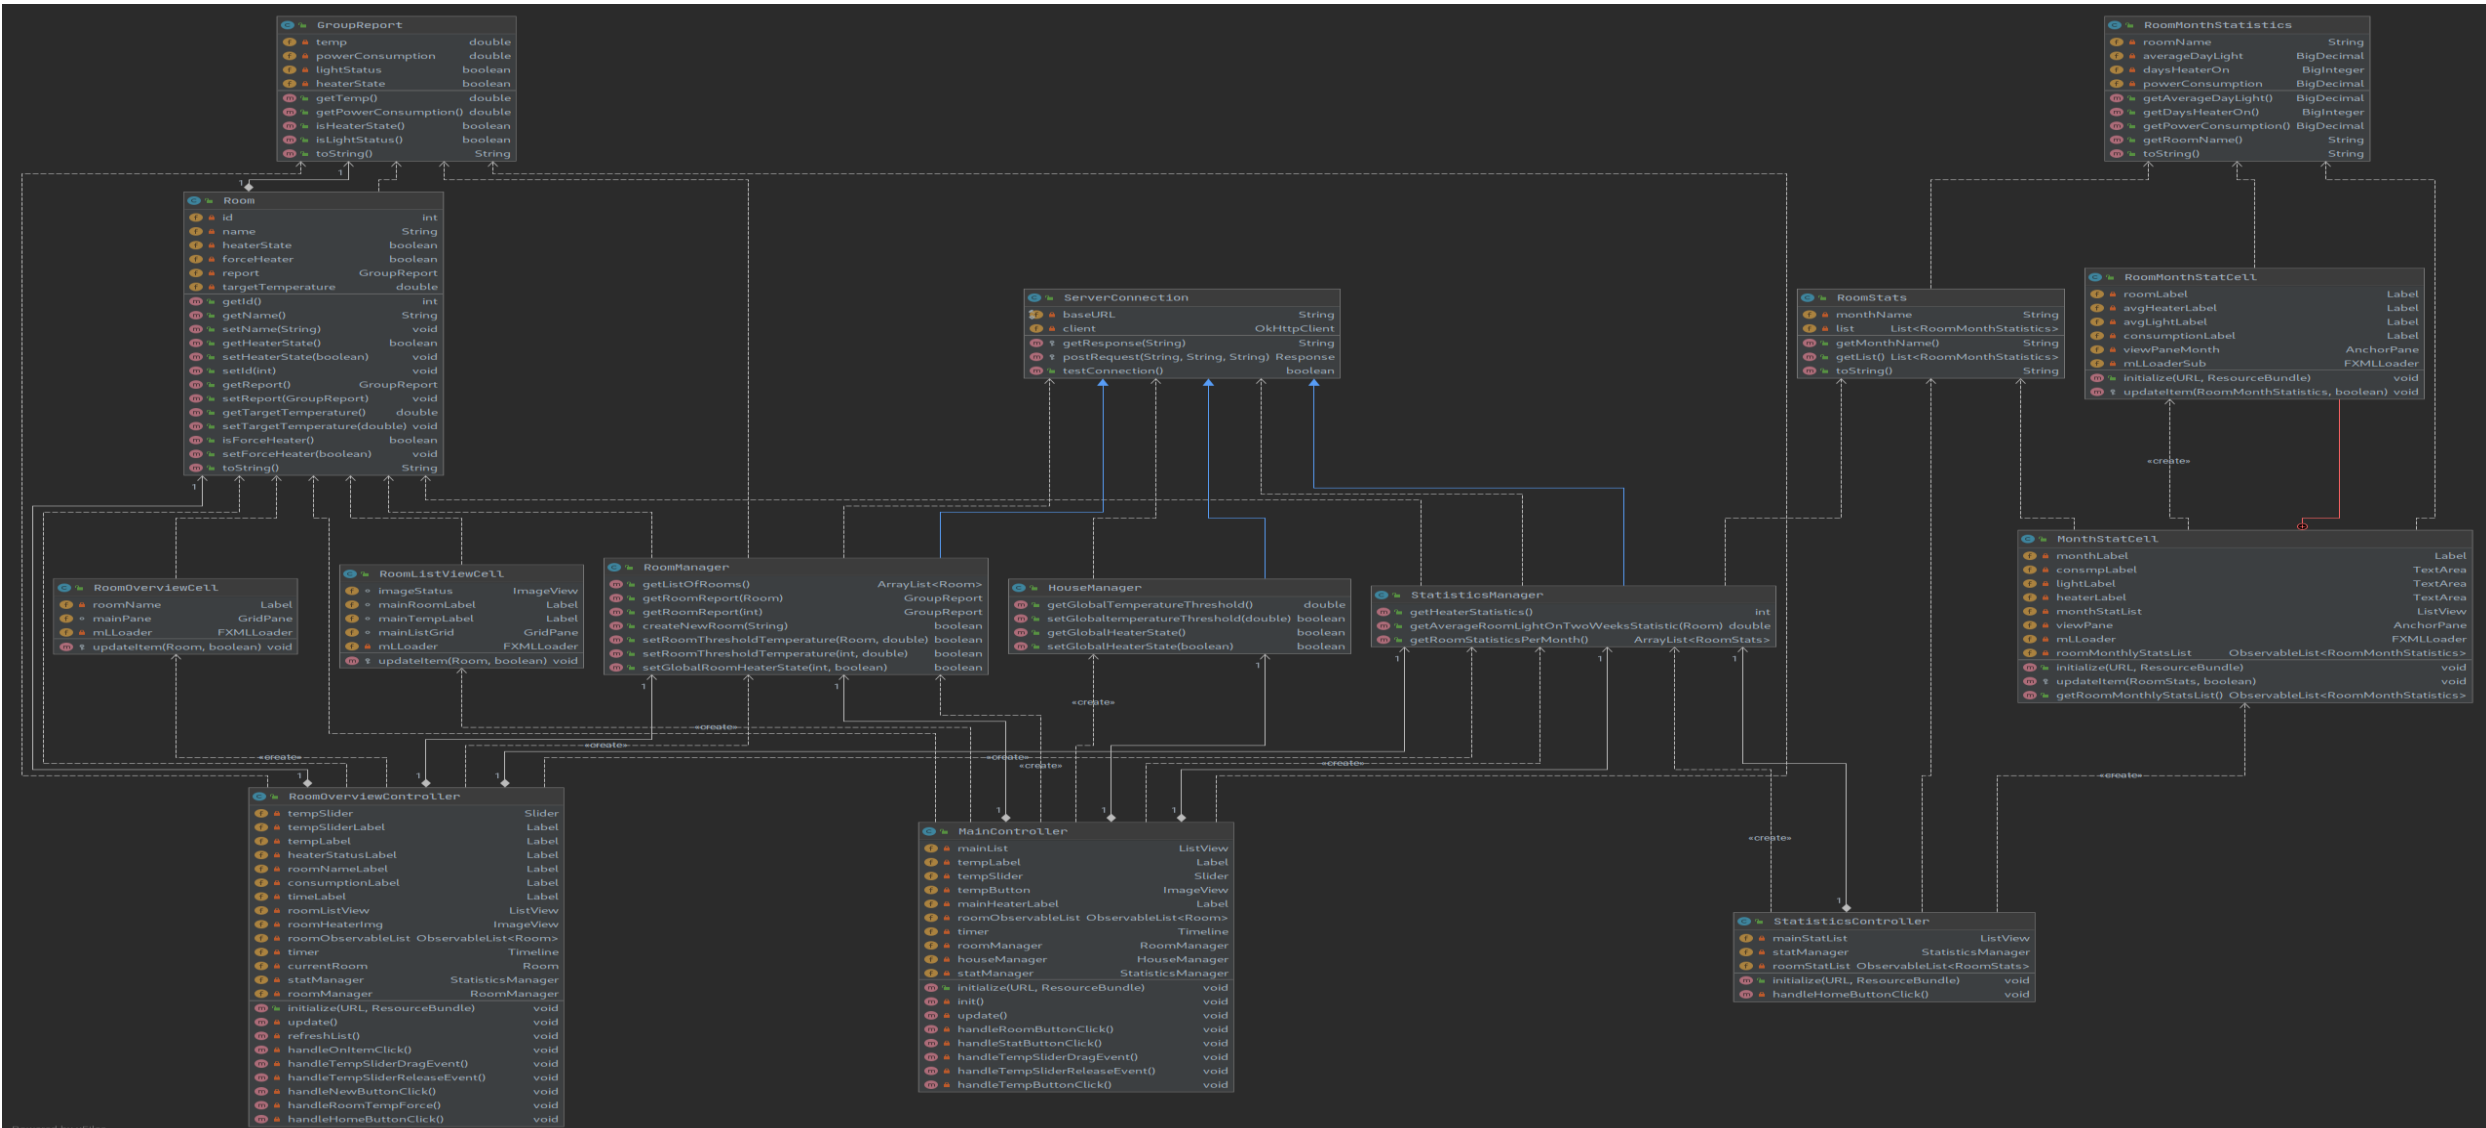 GroupReport
temp double
powerConsumption double
lightStatus boolean
heaterState boolean
getTemp() double
getPowerConsumption() double
isHeaterState() boolean
isLightStatus() boolean
toString() String
RoomMonthStatistics
roomName String
averageDayLight BigDecimal
daysHeaterOn BigInteger
powerConsumption BigDecimal
getAverageDayLight() BigDecimal
getDaysHeaterOn() BigInteger
getPowerConsumption() BigDecimal
getRoomName() String
toString() String
1
1
Room
id int
name String
heaterState boolean
forceHeater boolean
report GroupReport
targetTemperature double
getId() int
getName() String
setName(String) void
getHeaterState() boolean
setHeaterState(boolean) void
setId(int) void
getReport() GroupReport
setReport(GroupReport) void
getTargetTemperature() double
setTargetTemperature(double) void
isForceHeater() boolean
setForceHeater(boolean) void
toString() String
1
ServerConnection
baseURL String
client OkHttpClient
getResponse(String) String
postRequest(String, String, String) Response
testConnection() boolean
RoomStats
monthName String
list List<RoomMonthStatistics>
getMonthName() String
getList() List<RoomMonthStatistics>
toString() String
RoomMonthStatCell
roomLabel Label
avgHeaterLabel Label
avgLightLabel Label
consumptionLabel Label
viewPaneMonth AnchorPane
mLLoaderSub FXMLLoader
initialize(URL, ResourceBundle) void
updateItem(RoomMonthStatistics, boolean) void
«create»
RoomOverviewCell
roomName Label
mainPane GridPane
mLLoader FXMLLoader
updateItem(Room, boolean) void
RoomListViewCell
imageStatus ImageView
mainRoomLabel Label
mainTempLabel Label
mainListGrid GridPane
mLLoader FXMLLoader
updateItem(Room, boolean) void
RoomManager
getListOfRooms() ArrayList<Room>
getRoomReport(Room) GroupReport
getRoomReport(int) GroupReport
createNewRoom(String) boolean
setRoomThresholdTemperature(Room, double) boolean
setRoomThresholdTemperature(int, double) boolean
setGlobalRoomHeaterState(int, boolean) boolean
HouseManager
getGlobalTemperatureThreshold() double
setGlobaltemperatureThreshold(double) boolean
getGlobalHeaterState() boolean
setGlobalHeaterState(boolean) boolean
StatisticsManager
getHeaterStatistics() int
getAverageRoomLightOnTwoWeeksStatistic(Room) double
getRoomStatisticsPerMonth() ArrayList<RoomStats>
MonthStatCell
monthLabel Label
consmpLabel TextArea
lightLabel TextArea
heaterLabel TextArea
monthStatList ListView
viewPane AnchorPane
mLLoader FXMLLoader
roomMonthlyStatsList ObservableList<RoomMonthStatistics>
initialize(URL, ResourceBundle) void
updateItem(RoomStats, boolean) void
getRoomMonthlyStatsList() ObservableList<RoomMonthStatistics>
1
1
1
1
1
1
«create»
«create»
«create»
«create»
«create»
«create»
«create»
«create»
«create»
1
1
1
1
1
1
1
RoomOverviewController
tempSlider Slider
tempSliderLabel Label
tempLabel Label
heaterStatusLabel Label
roomNameLabel Label
consumptionLabel Label
timeLabel Label
roomListView ListView
roomHeaterImg ImageView
roomObservableList ObservableList<Room>
timer Timeline
currentRoom Room
statManager StatisticsManager
roomManager RoomManager
initialize(URL, ResourceBundle) void
update() void
refreshList() void
handleOnItemClick() void
handleTempSliderDragEvent() void
handleTempSliderReleaseEvent() void
handleNewButtonClick() void
handleRoomTempForce() void
handleHomeButtonClick() void
MainController
mainList ListView
tempLabel Label
tempSlider Slider
tempButton ImageView
mainHeaterLabel Label
roomObservableList ObservableList<Room>
timer Timeline
roomManager RoomManager
houseManager HouseManager
statManager StatisticsManager
initialize(URL, ResourceBundle) void
init() void
update() void
handleRoomButtonClick() void
handleStatButtonClick() void
handleTempSliderDragEvent() void
handleTempSliderReleaseEvent() void
handleTempButtonClick() void
StatisticsController
mainStatList ListView
statManager StatisticsManager
roomStatList ObservableList<RoomStats>
initialize(URL, ResourceBundle) void
handleHomeButtonClick() void